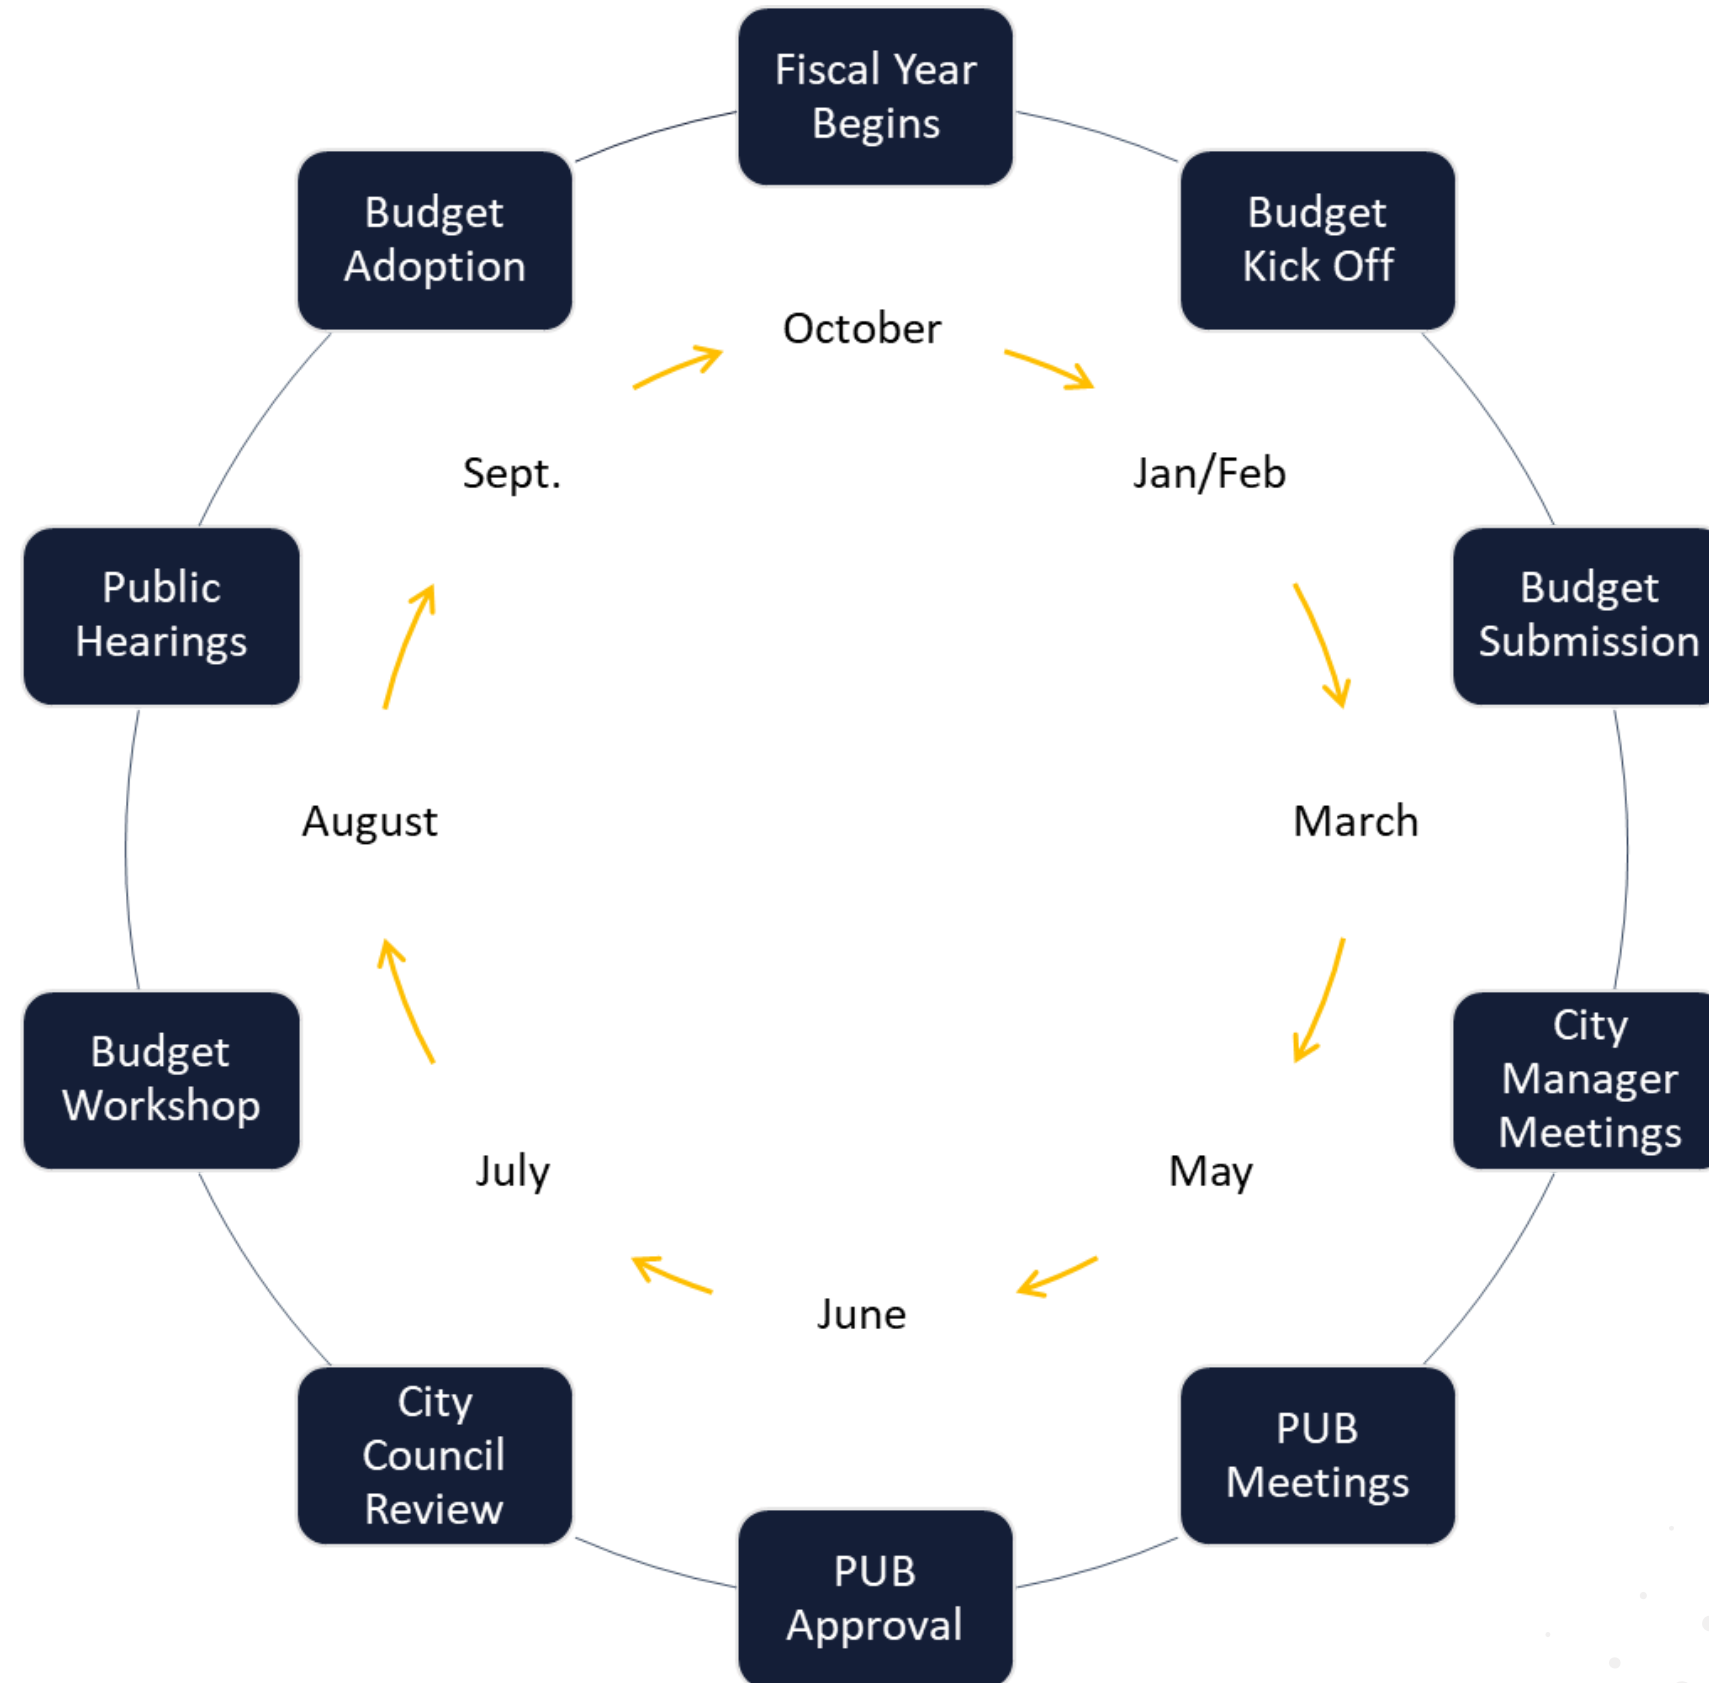 Fiscal Year
Begins
Budget
Kick Off
Budget
Submission
City
Manager
Meetings
PUB
Meetings
PUB
Approval
City
Council
Review
Budget
Workshop
Public
Hearings
Budget
Adoption
October
Jan/Feb
March
May
June
July
August
Sept.